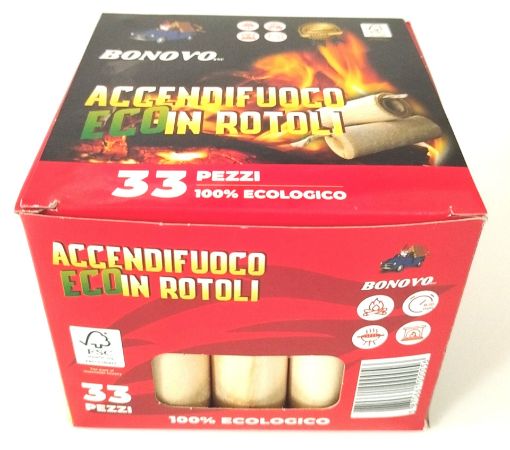 BONOVO
ACCENDIFUOCO
ECO IN ROTOLI
33 PEZZI
100% ECOLOGICO
ACCENDIFUOCO
ECO IN ROTOLI
BONOVO
FSC
33
PEZZI
100% ECOLOGICO